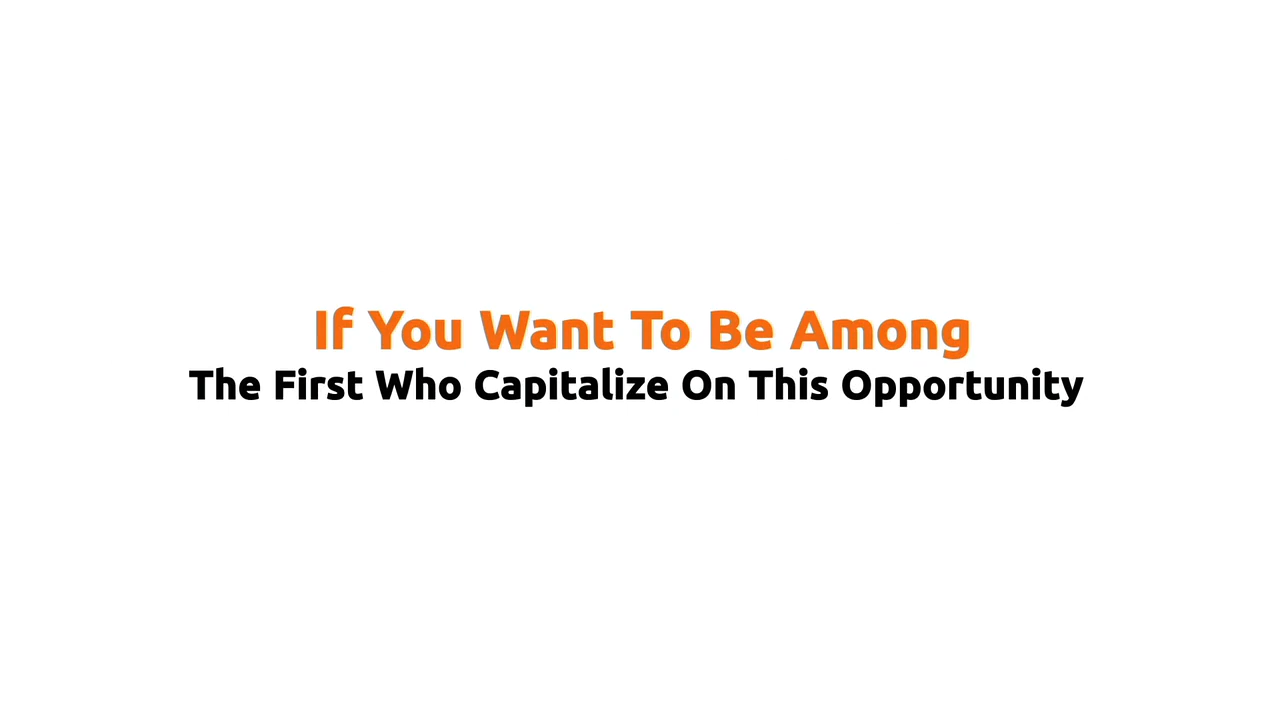 If You Want To Be Among
The First Who Capitalize On This Opportunity